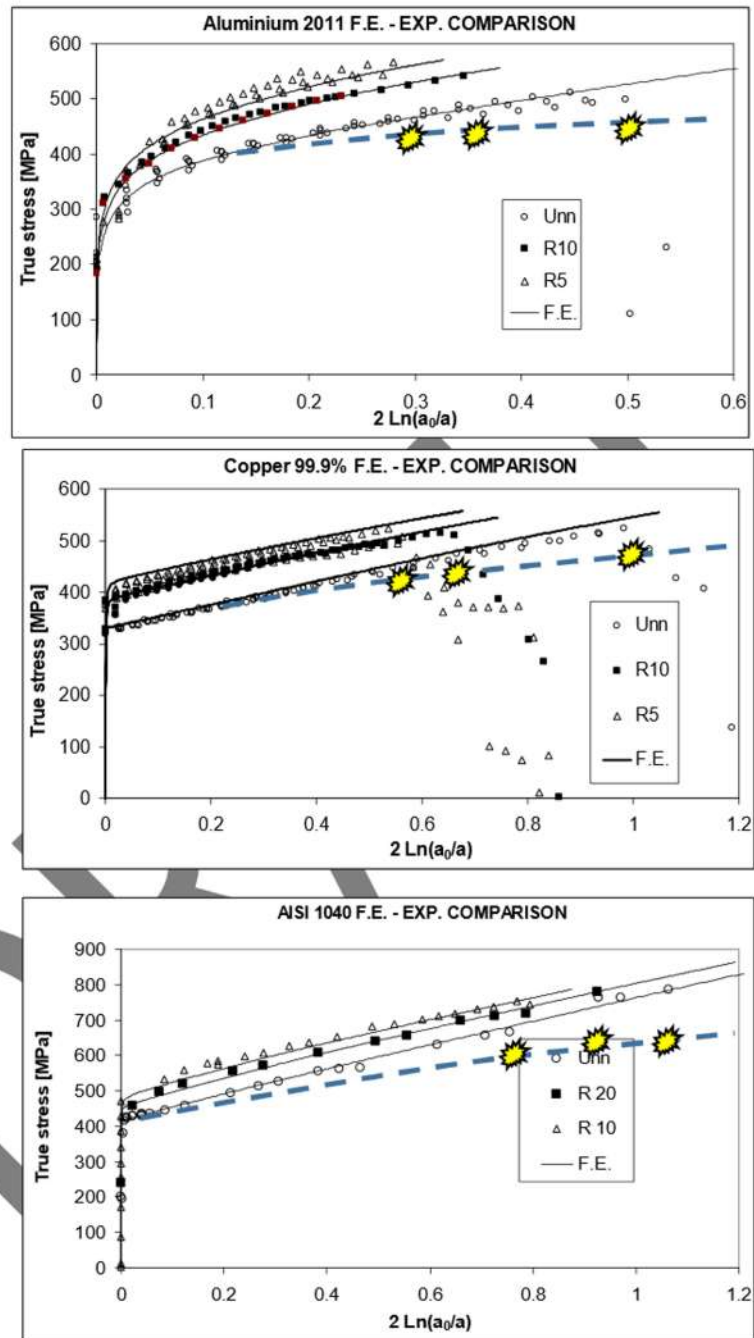 Aluminium 2011 F.E. - EXP. COMPARISON
600
500
400
300
200
100
0
True stress [MPa]
Unn
R10
R5
F.E.
0 0.1 0.2 0.3 0.4 0.5 0.6
2 Ln(a₀/a)
Copper 99.9% F.E. - EXP. COMPARISON
600
500
400
300
200
100
0
True stress [MPa]
Unn
R10
R5
F.E.
0 0.2 0.4 0.6 0.8 1 1.2
2 Ln(a₀/a)
AISI 1040 F.E. - EXP. COMPARISON
900
800
700
600
500
400
300
200
100
0
True stress [MPa]
Unn
R 20
R 10
F.E.
0 0.2 0.4 0.6 0.8 1 1.2
2 Ln(a₀/a)